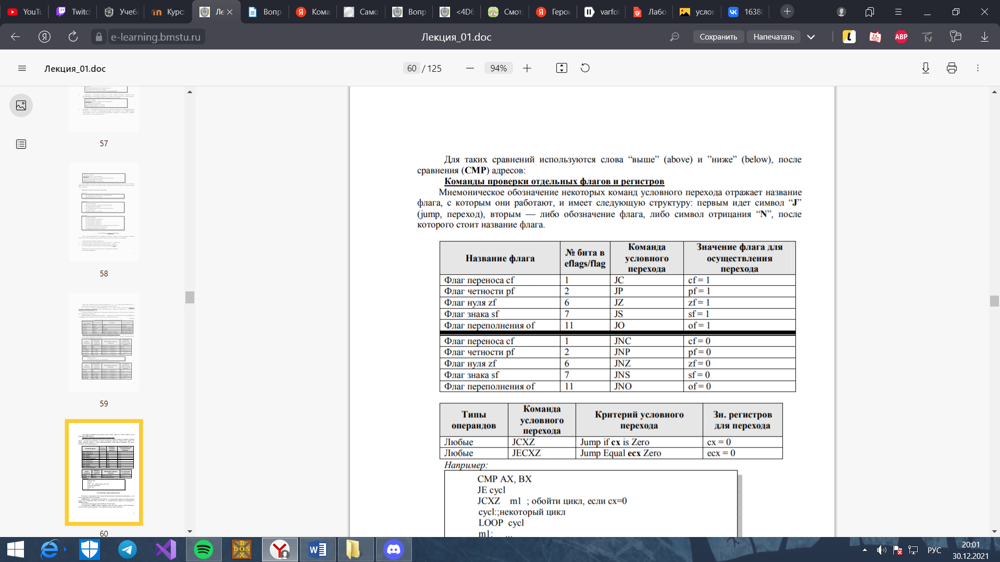 YouTu
Twitch
Учебн
Курс:
Ле
Вопр
Кома
Само
Вопр
<4D6
Смот
Геро
varfol
Лабо
услов
16388
e-learning.bmstu.ru
Лекция_01.doc
Сохранить
Напечатать
ABP
Лекция_01.doc
60 / 125
94%
57
58
59
60
Для таких сравнений используются слова “выше” (above) и ”ниже” (below), после
сравнения (CMP) адресов:
Команды проверки отдельных флагов и регистров
Мнемоническое обозначение некоторых команд условного перехода отражает название
флага, с которым они работают, и имеет следующую структуру: первым идет символ “J”
(jump, переход), вторым — либо обозначение флага, либо символ отрицания “N”, после
которого стоит название флага.
Название флага | № бита в eflags/flag | Команда условного перехода | Значение флага для осуществления перехода
Флаг переноса cf | 1 | JC | cf = 1
Флаг четности pf | 2 | JP | pf = 1
Флаг нуля zf | 6 | JZ | zf = 1
Флаг знака sf | 7 | JS | sf = 1
Флаг переполнения of | 11 | JO | of = 1
Флаг переноса cf | 1 | JNC | cf = 0
Флаг четности pf | 2 | JNP | pf = 0
Флаг нуля zf | 6 | JNZ | zf = 0
Флаг знака sf | 7 | JNS | sf = 0
Флаг переполнения of | 11 | JNO | of = 0
Типы операндов | Команда условного перехода | Критерий условного перехода | Зн. регистров для перехода
Любые | JCXZ | Jump if cx is Zero | cx = 0
Любые | JECXZ | Jump Equal ecx Zero | ecx = 0
Например:
CMP AX, BX
JE cycl
JCXZ m1 ; обойти цикл, если cx=0
cycl:;некоторый цикл
LOOP cycl
m1: ...
РУС
20:01
30.12.2021